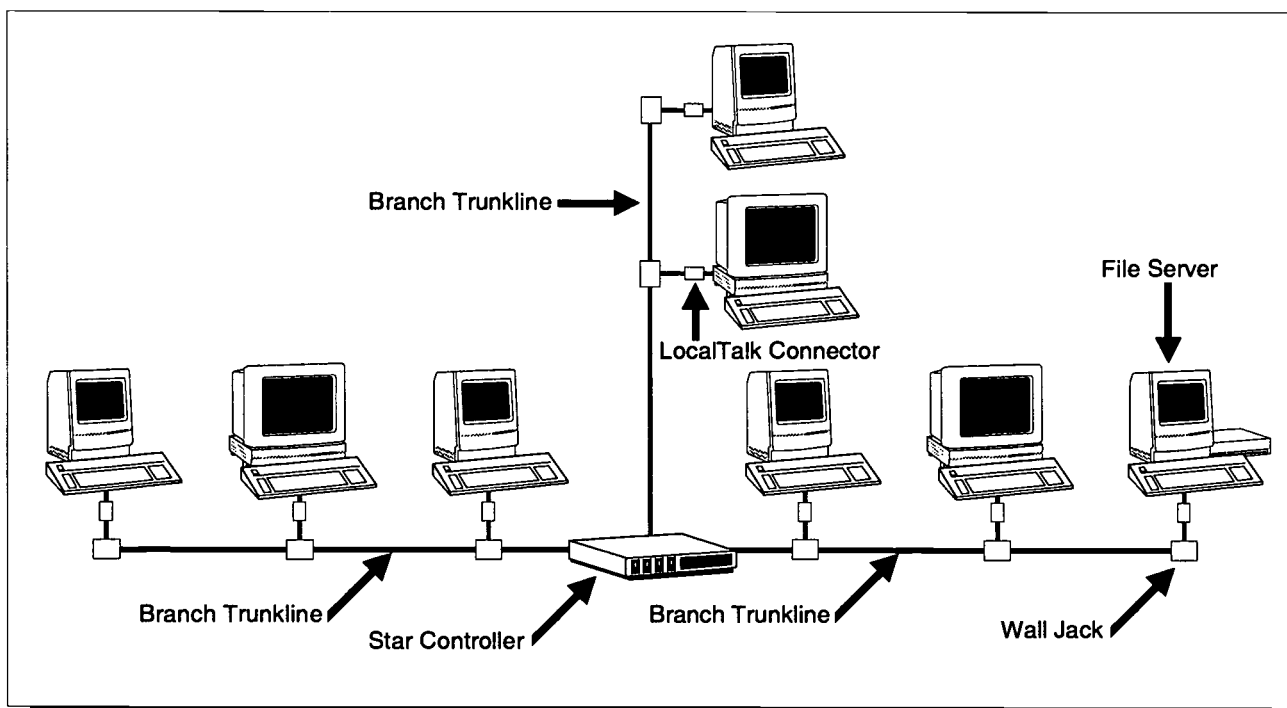 Branch Trunkline
File Server
LocalTalk Connector
Branch Trunkline
Star Controller
Branch Trunkline
Wall Jack